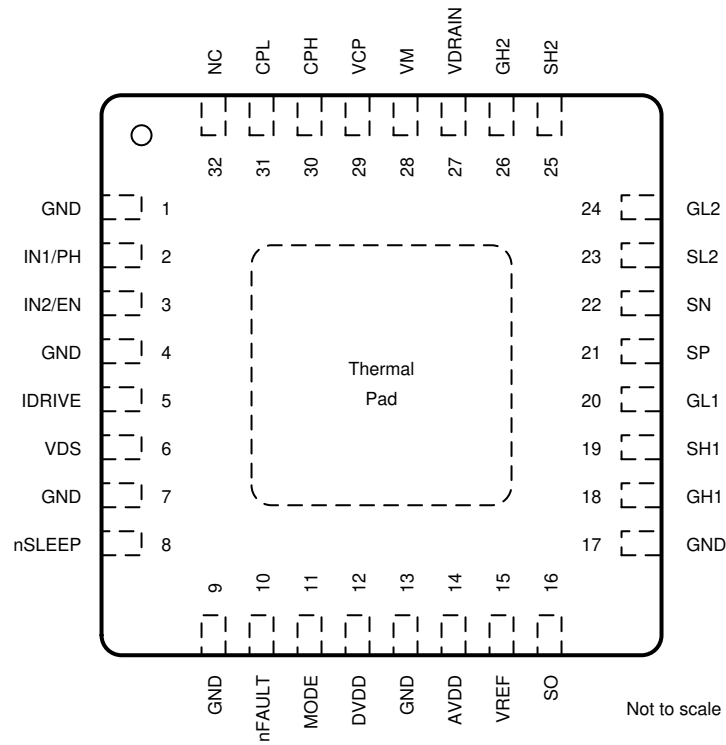 NC CPL CPH VCP VM VDRAIN GH2 SH2
32 31 30 29 28 27 26 25
GND 1 24 GL2
IN1/PH 2 23 SL2
IN2/EN 3 22 SN
GND 4 21 SP
Thermal
Pad
IDRIVE 5 20 GL1
VDS 6 19 SH1
GND 7 18 GH1
nSLEEP 8 17 GND
9 10 11 12 13 14 15 16
GND nFAULT MODE DVDD GND AVDD VREF SO
Not to scale